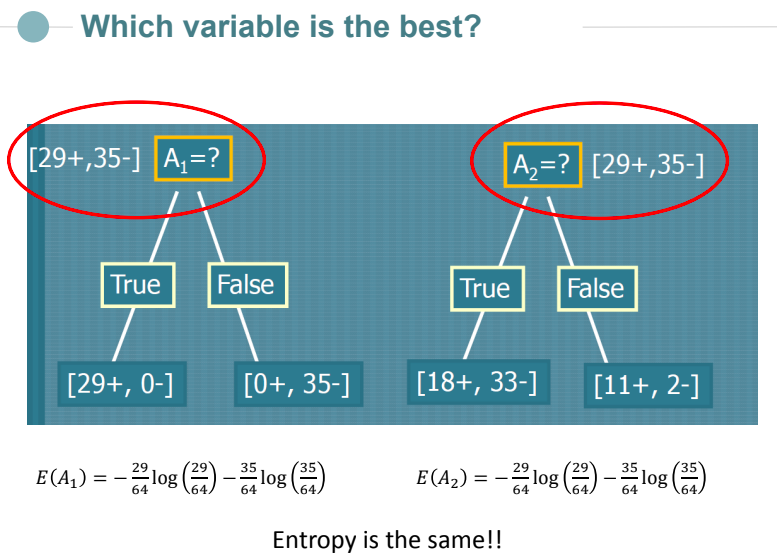 Which variable is the best?
[29+,35-] A₁=? A₂=? [29+,35-]
True False True False
[29+, 0-] [0+, 35-] [18+, 33-] [11+, 2-]
E(A₁) = −29/64 log(29/64) − 35/64 log(35/64) E(A₂) = −29/64 log(29/64) − 35/64 log(35/64)
Entropy is the same!!